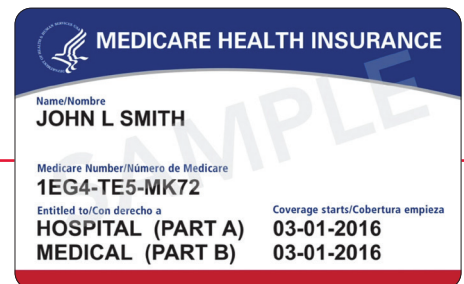 MEDICARE HEALTH INSURANCE
Name/Nombre
JOHN L SMITH
Medicare Number/Número de Medicare
1EG4-TE5-MK72
Entitled to/Con derecho a Coverage starts/Cobertura empieza
HOSPITAL (PART A) 03-01-2016
MEDICAL (PART B) 03-01-2016
SAMPLE